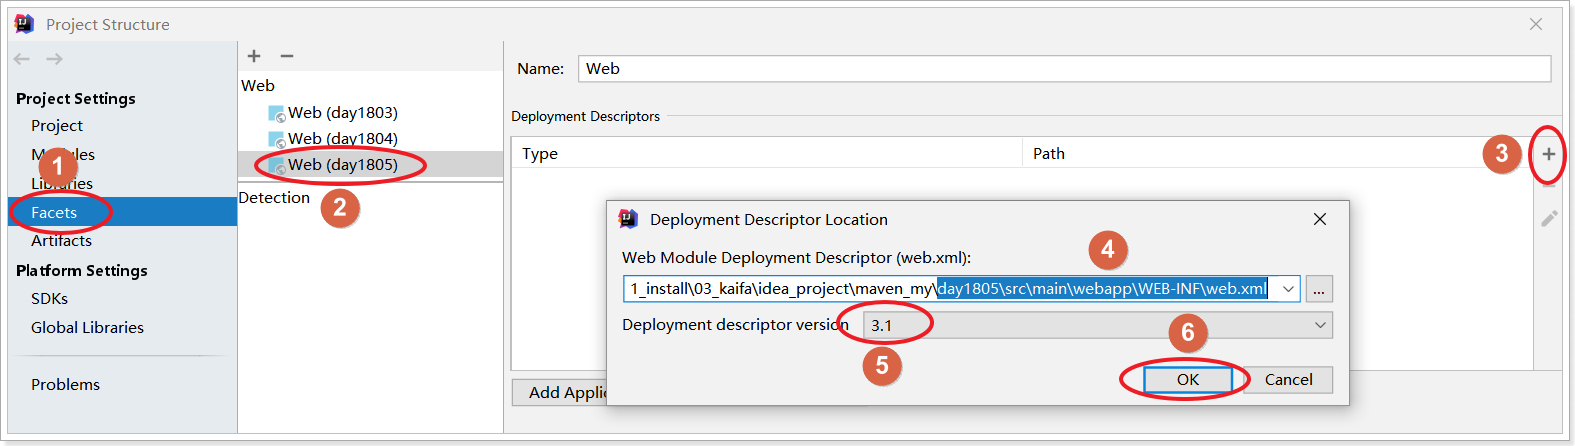 Project Structure
Project Settings
Project
Modules
Libraries
Facets
Artifacts
Platform Settings
SDKs
Global Libraries
Problems
1
Web
Web (day1803)
Web (day1804)
Web (day1805)
Detection
2
Name: Web
Deployment Descriptors
Type Path
3
Deployment Descriptor Location
Web Module Deployment Descriptor (web.xml):
4
1_install\03_kaifa\idea_project\maven_my\day1805\src\main\webapp\WEB-INF\web.xml ...
Deployment descriptor version 3.1
5
6
OK Cancel
Add Applic